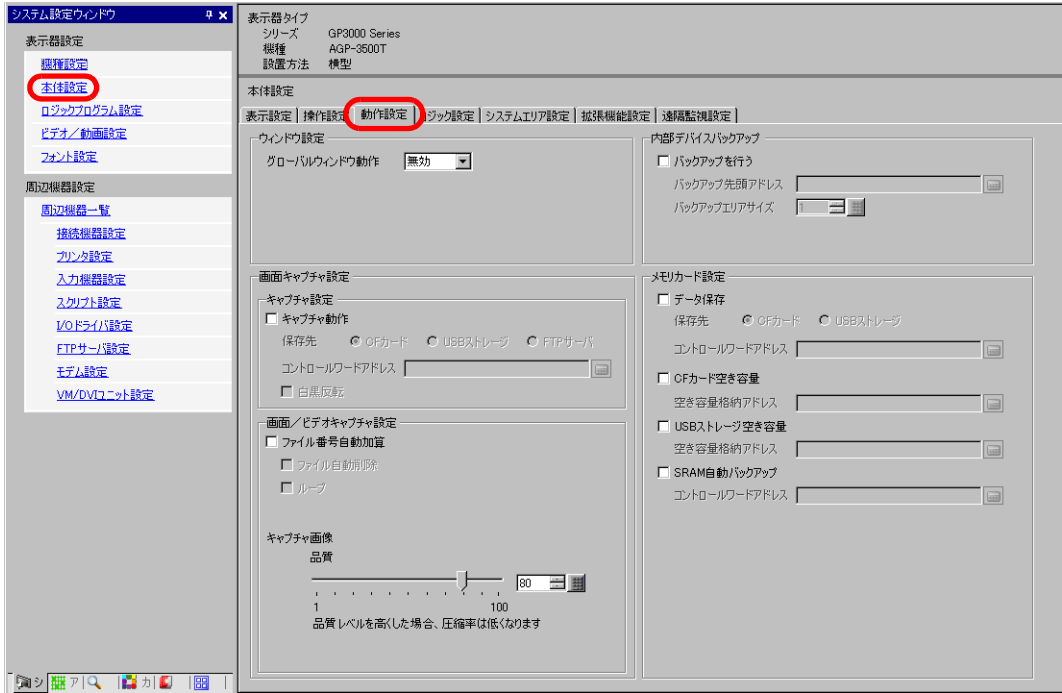 システム設定ウィンドウ
表示器設定
機種設定
本体設定
ロジックプログラム設定
ビデオ／動画設定
フォント設定
周辺機器設定
周辺機器一覧
接続機器設定
プリンタ設定
入力機器設定
スクリプト設定
I/Oドライバ設定
FTPサーバ設定
モデム設定
VM/DVIユニット設定
シ ア カ
表示器タイプ
シリーズ GP3000 Series
機種 AGP-3500T
設置方法 横型
本体設定
表示設定 操作設定 動作設定 ロジック設定 システムエリア設定 拡張機能設定 遠隔監視設定
ウィンドウ設定
グローバルウィンドウ動作 無効
内部デバイスバックアップ
バックアップを行う
バックアップ先頭アドレス
バックアップエリアサイズ 1
画面キャプチャ設定
キャプチャ設定
キャプチャ動作
保存先 CFカード USBストレージ FTPサーバ
コントロールワードアドレス
白黒反転
画面／ビデオキャプチャ設定
ファイル番号自動加算
ファイル自動削除
ループ
キャプチャ画像
品質
80
1 100
品質レベルを高くした場合、圧縮率は低くなります
メモリカード設定
データ保存
保存先 CFカード USBストレージ
コントロールワードアドレス
CFカード空き容量
空き容量格納アドレス
USBストレージ空き容量
空き容量格納アドレス
SRAM自動バックアップ
コントロールワードアドレス